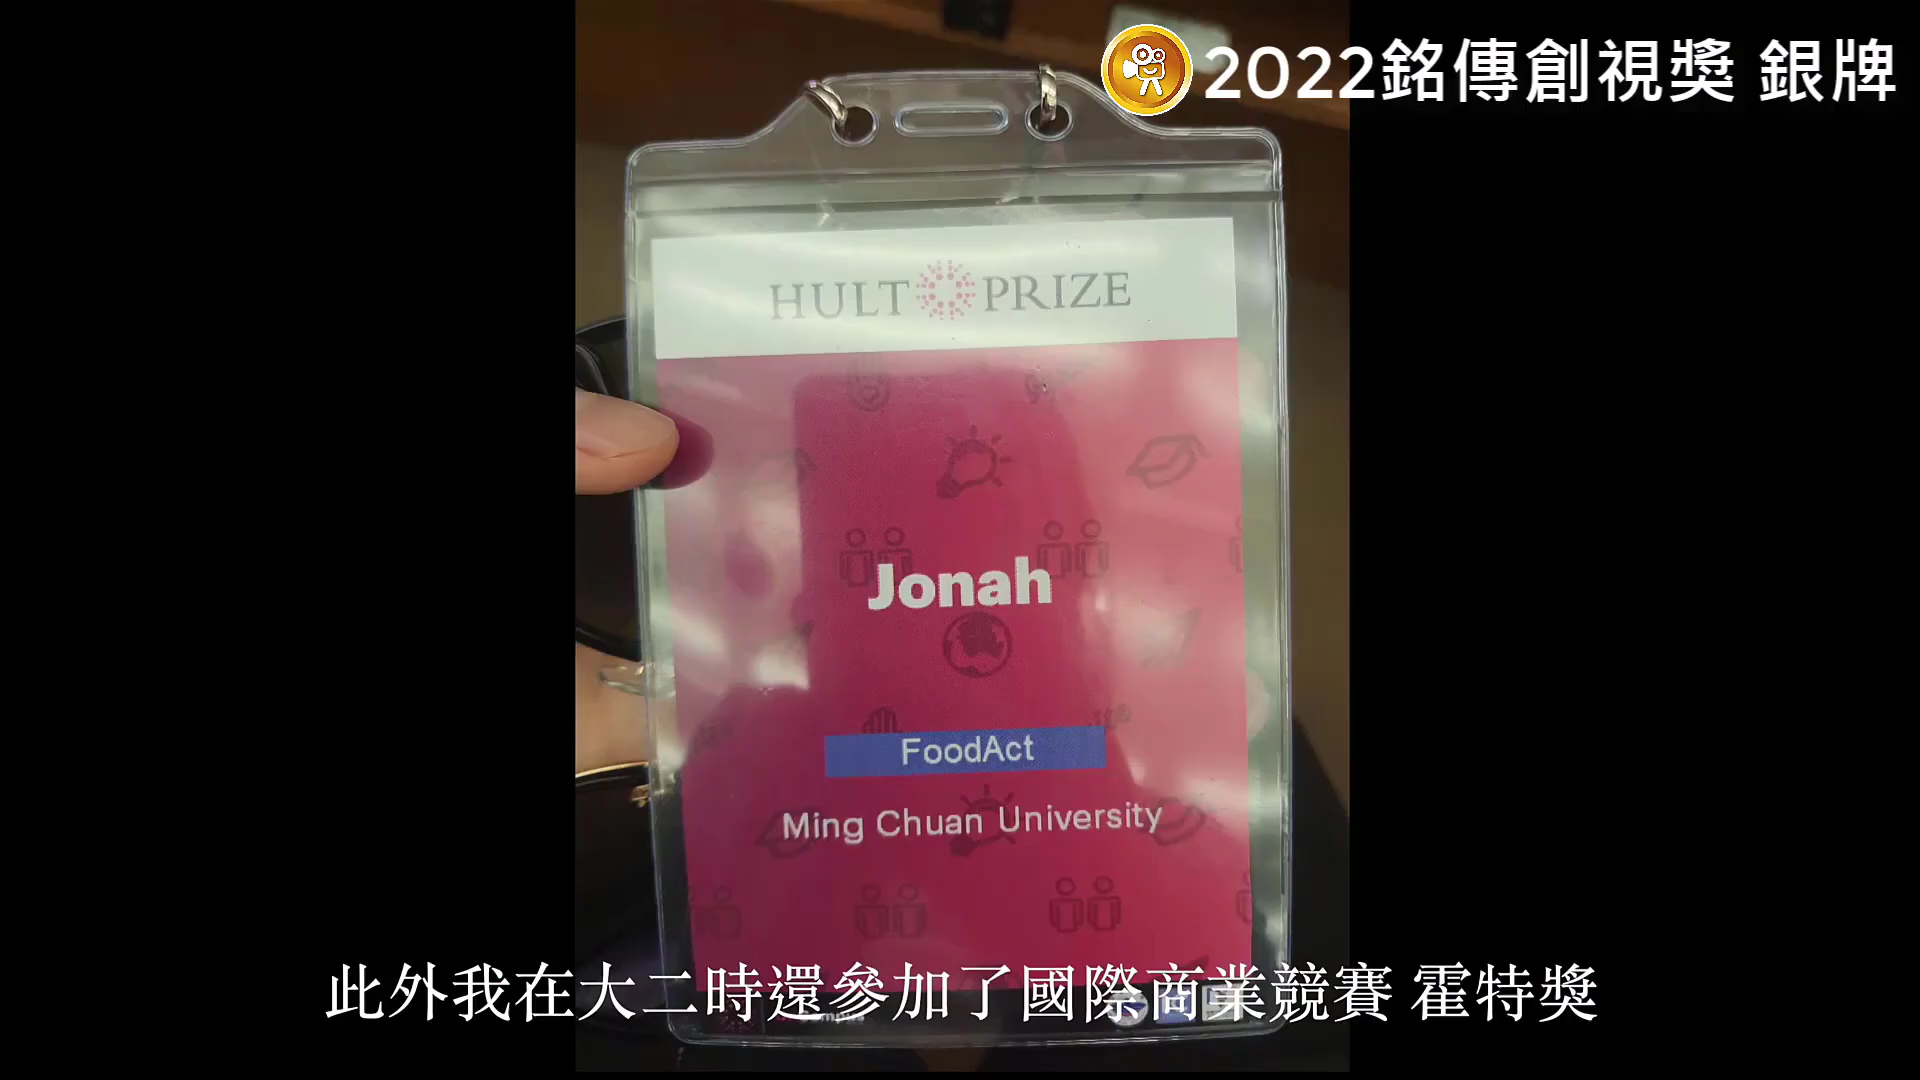 2022銘傳創視獎 銀牌
HULT PRIZE
Jonah
FoodAct
Ming Chuan University
此外我在大二時還參加了國際商業競賽 霍特獎